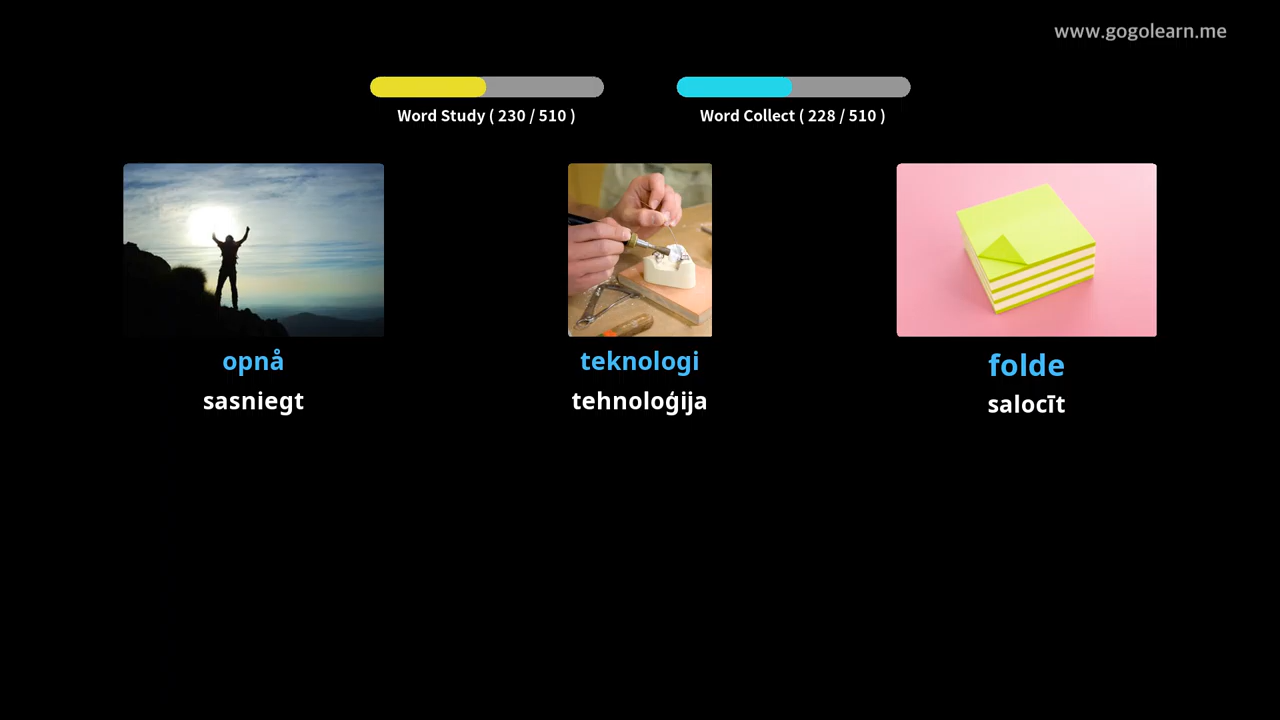 www.gogolearn.me
Word Study ( 230 / 510 )
Word Collect ( 228 / 510 )
opnå
teknologi
folde
sasniegt
tehnoloģija
salocīt